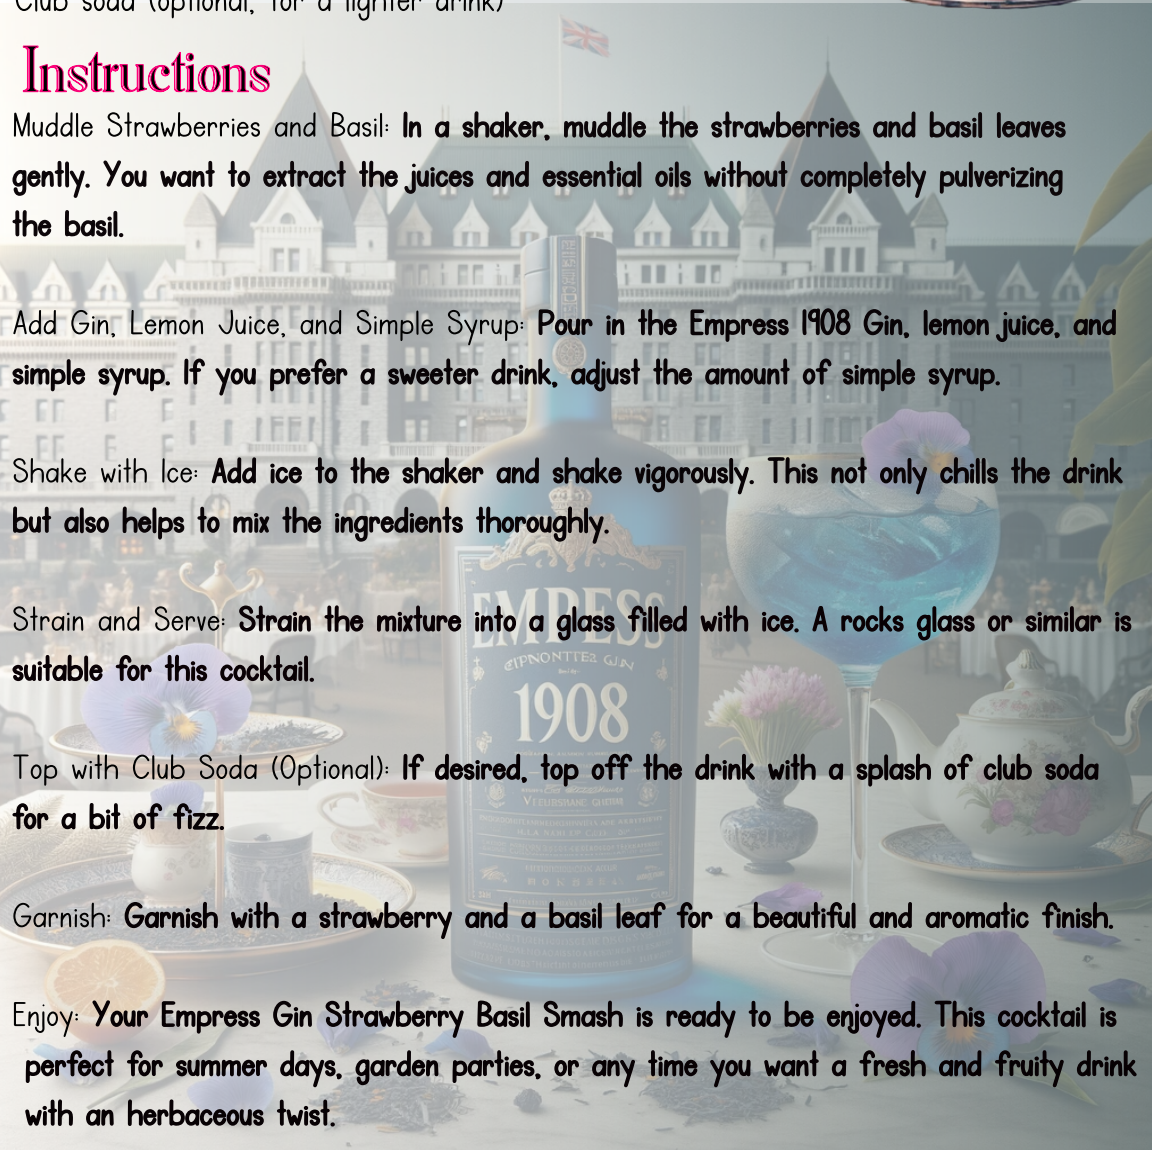 Club soda (optional, for a lighter drink)
Instructions
Muddle Strawberries and Basil: In a shaker, muddle the strawberries and basil leaves
gently. You want to extract the juices and essential oils without completely pulverizing
the basil.
Add Gin, Lemon Juice, and Simple Syrup: Pour in the Empress 1908 Gin, lemon juice, and
simple syrup. If you prefer a sweeter drink, adjust the amount of simple syrup.
Shake with Ice: Add ice to the shaker and shake vigorously. This not only chills the drink
but also helps to mix the ingredients thoroughly.
Strain and Serve: Strain the mixture into a glass filled with ice. A rocks glass or similar is
suitable for this cocktail.
EMPESS
1908
Top with Club Soda (Optional): If desired, top off the drink with a splash of club soda
for a bit of fizz.
Garnish: Garnish with a strawberry and a basil leaf for a beautiful and aromatic finish.
Enjoy: Your Empress Gin Strawberry Basil Smash is ready to be enjoyed. This cocktail is
perfect for summer days, garden parties, or any time you want a fresh and fruity drink
with an herbaceous twist.